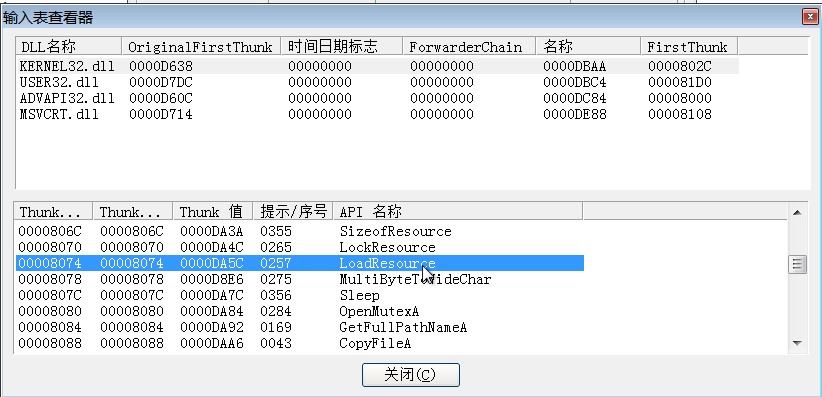 输入表查看器
DLL名称 OriginalFirstThunk 时间日期标志 ForwarderChain 名称 FirstThunk
KERNEL32.dll 0000D638 00000000 00000000 0000DBAA 0000802C
USER32.dll 0000D7DC 00000000 00000000 0000DBC4 000081D0
ADVAPI32.dll 0000D60C 00000000 00000000 0000DC84 00008000
MSVCRT.dll 0000D714 00000000 00000000 0000DE88 00008108
Thunk... Thunk... Thunk 值 提示/序号 API 名称
0000806C 0000806C 0000DA3A 0355 SizeofResource
00008070 00008070 0000DA4C 0265 LockResource
00008074 00008074 0000DA5C 0257 LoadResource
00008078 00008078 0000D8E6 0275 MultiByteToWideChar
0000807C 0000807C 0000DA7C 0356 Sleep
00008080 00008080 0000DA84 0284 OpenMutexA
00008084 00008084 0000DA92 0169 GetFullPathNameA
00008088 00008088 0000DAA6 0043 CopyFileA
关闭(C)